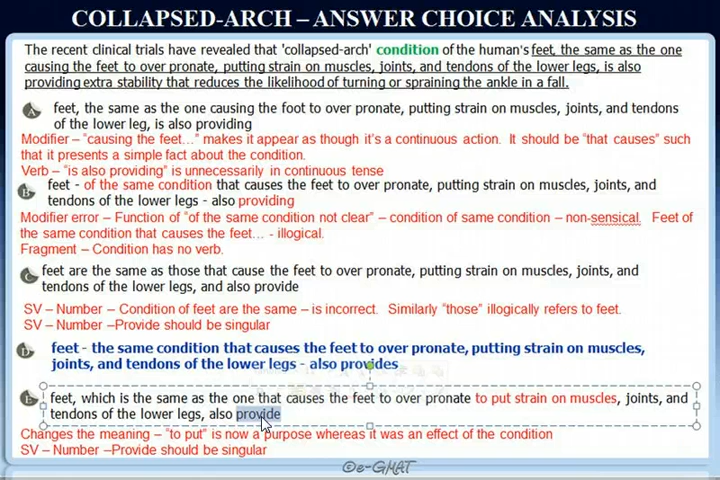 COLLAPSED-ARCH – ANSWER CHOICE ANALYSIS
The recent clinical trials have revealed that 'collapsed-arch' condition of the human's feet, the same as the one
causing the feet to over pronate, putting strain on muscles, joints, and tendons of the lower legs, is also
providing extra stability that reduces the likelihood of turning or spraining the ankle in a fall.
A feet, the same as the one causing the foot to over pronate, putting strain on muscles, joints, and tendons
of the lower leg, is also providing
Modifier – "causing the feet…" makes it appear as though it's a continuous action. It should be "that causes" such
that it presents a simple fact about the condition.
Verb – "is also providing" is unnecessarily in continuous tense
B feet - of the same condition that causes the feet to over pronate, putting strain on muscles, joints, and
tendons of the lower legs - also providing
Modifier error – Function of "of the same condition not clear" – condition of same condition – non-sensical. Feet of
the same condition that causes the feet… - illogical.
Fragment – Condition has no verb.
C feet are the same as those that cause the feet to over pronate, putting strain on muscles, joints, and
tendons of the lower legs, and also provide
SV – Number – Condition of feet are the same – is incorrect. Similarly "those" illogically refers to feet.
SV – Number –Provide should be singular
D feet - the same condition that causes the feet to over pronate, putting strain on muscles,
joints, and tendons of the lower legs - also provides
E feet, which is the same as the one that causes the feet to over pronate to put strain on muscles, joints, and
tendons of the lower legs, also provide
Changes the meaning – "to put" is now a purpose whereas it was an effect of the condition
SV – Number –Provide should be singular
©e-GMAT